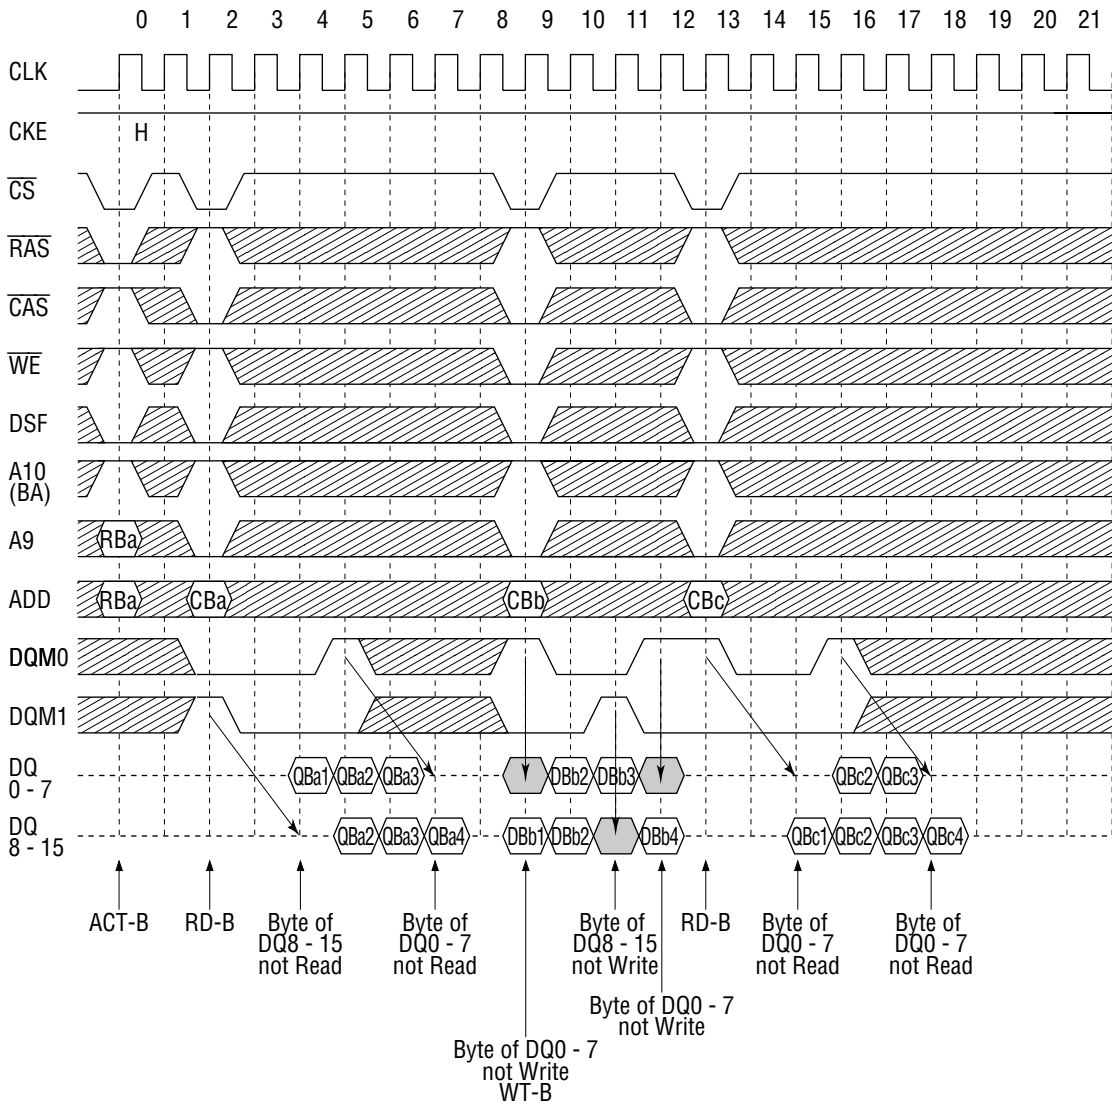 0 1 2 3 4 5 6 7 8 9 10 11 12 13 14 15 16 17 18 19 20 21
CLK
CKE H
CS
RAS
CAS
WE
DSF
A10
(BA)
A9 RBa
ADD RBa CBa CBb CBc
DQM0
DQM1
DQ
0 - 7
QBa1 QBa2 QBa3 DBb2 DBb3 QBc2 QBc3
DQ
8 - 15
QBa2 QBa3 QBa4 DBb1 DBb2 DBb4 QBc1 QBc2 QBc3 QBc4
ACT-B
RD-B
Byte of
DQ8 - 15
not Read
Byte of
DQ0 - 7
not Read
Byte of DQ0 - 7
not Write
WT-B
Byte of
DQ8 - 15
not Write
Byte of DQ0 - 7
not Write
RD-B
Byte of
DQ0 - 7
not Read
Byte of
DQ0 - 7
not Read